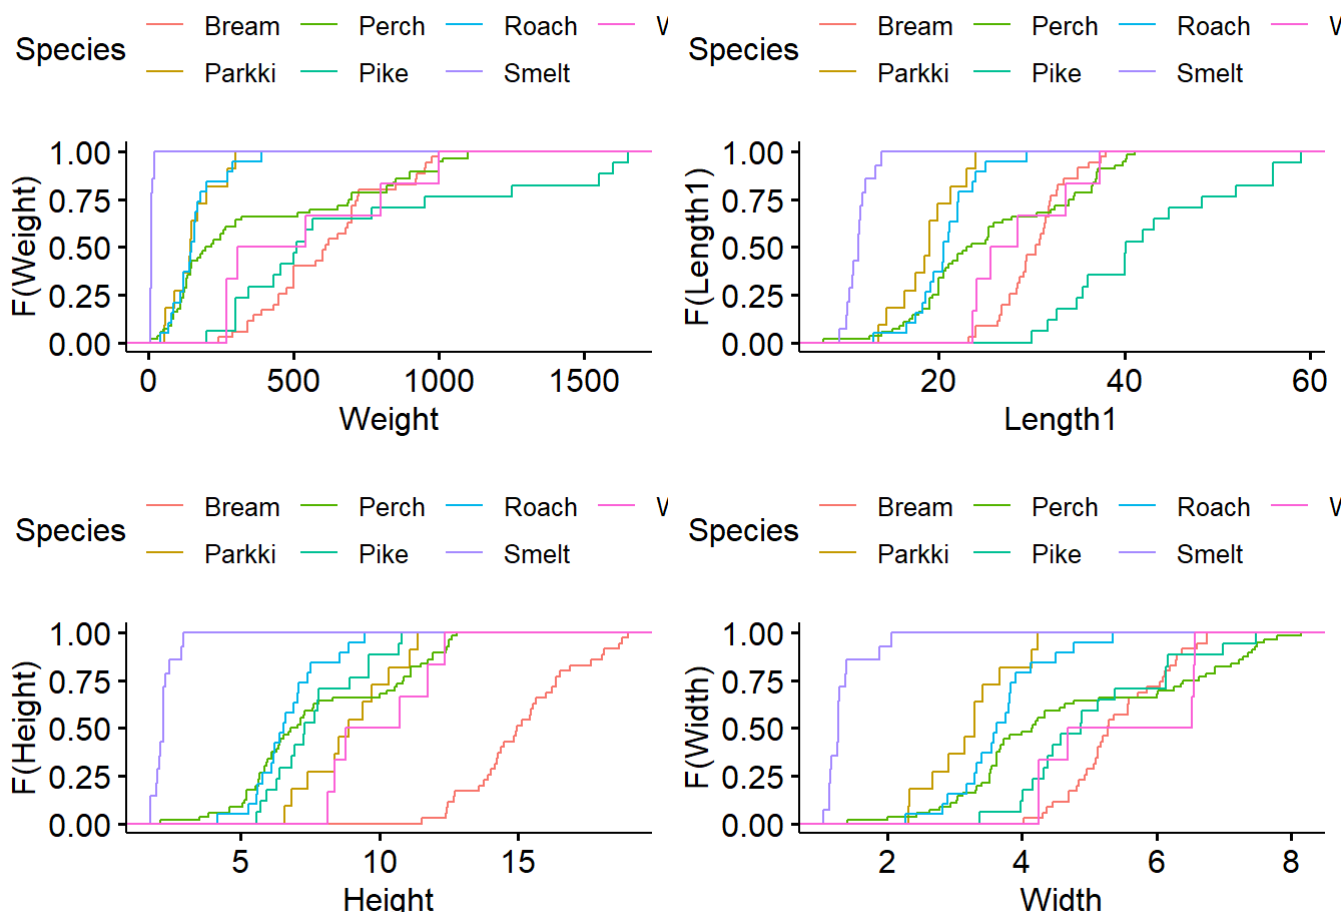 Bream Perch Roach W
Species
Parkki Pike Smelt
1.00
0.75
0.50
0.25
0.00
F(Weight)
0 500 1000 1500
Weight
Bream Perch Roach W
Species
Parkki Pike Smelt
1.00
0.75
0.50
0.25
0.00
F(Length1)
20 40 60
Length1
Bream Perch Roach W
Species
Parkki Pike Smelt
1.00
0.75
0.50
0.25
0.00
F(Height)
5 10 15
Height
Bream Perch Roach W
Species
Parkki Pike Smelt
1.00
0.75
0.50
0.25
0.00
F(Width)
2 4 6 8
Width